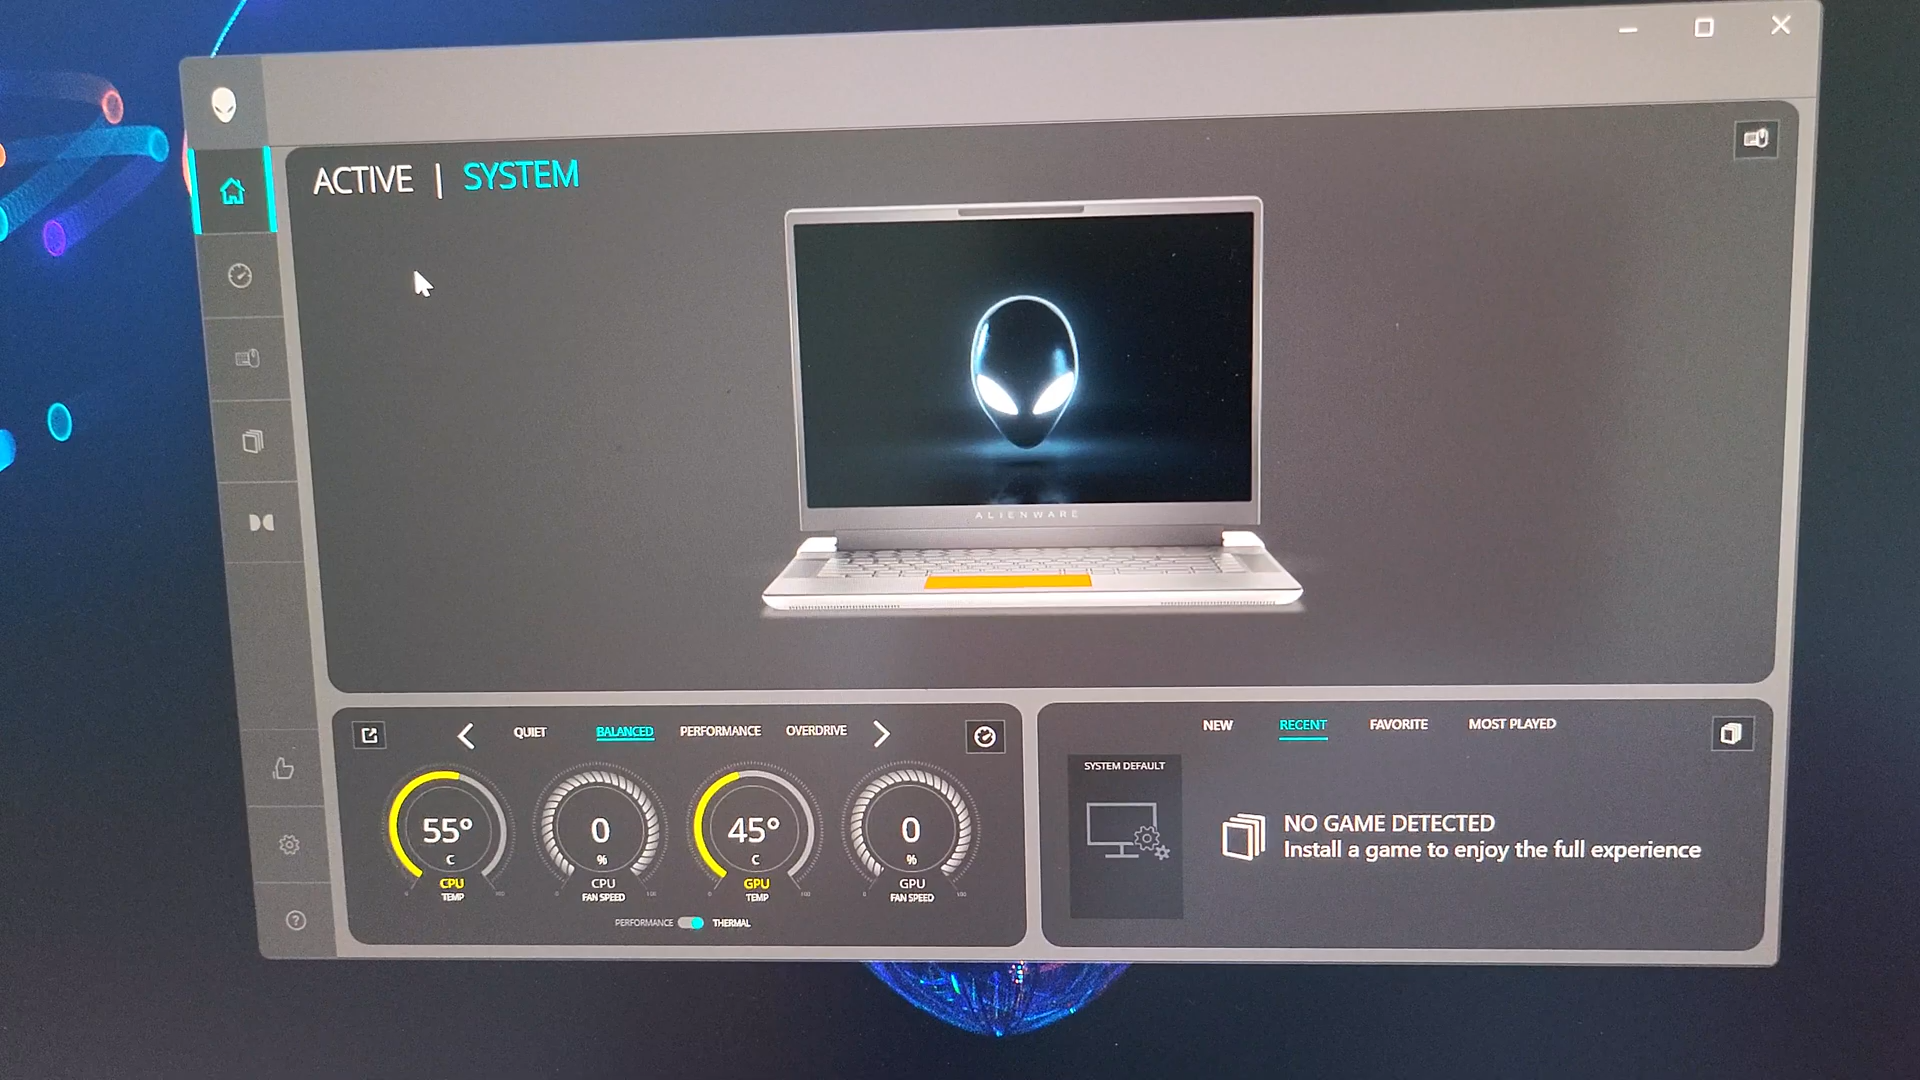 ACTIVE | SYSTEM
ALIENWARE
QUIET BALANCED PERFORMANCE OVERDRIVE
55° 0 45° 0
C % C %
CPU CPU GPU GPU
TEMP FAN SPEED TEMP FAN SPEED
PERFORMANCE THERMAL
NEW RECENT FAVORITE MOST PLAYED
SYSTEM DEFAULT
NO GAME DETECTED
Install a game to enjoy the full experience